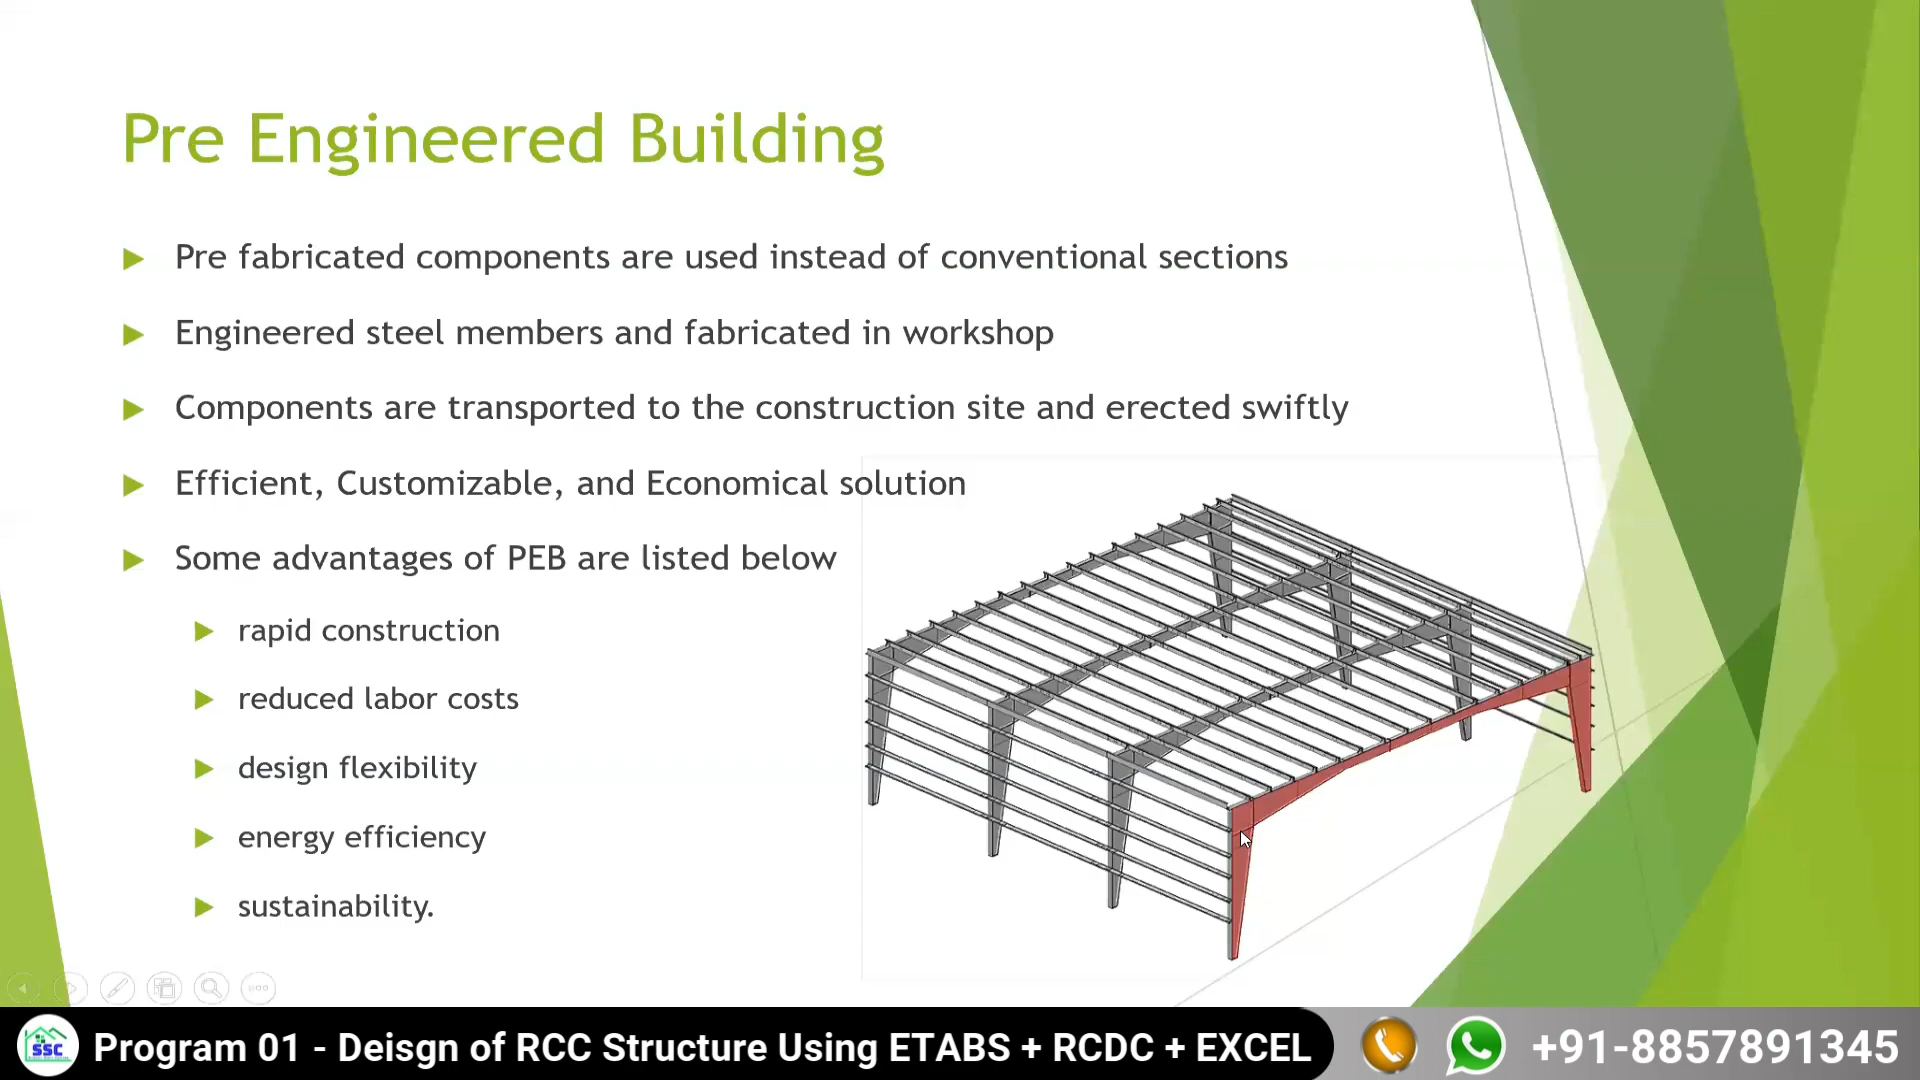 Pre Engineered Building
Pre fabricated components are used instead of conventional sections
Engineered steel members and fabricated in workshop
Components are transported to the construction site and erected swiftly
Efficient, Customizable, and Economical solution
Some advantages of PEB are listed below
rapid construction
reduced labor costs
design flexibility
energy efficiency
sustainability.
SSC
Program 01 - Deisgn of RCC Structure Using ETABS + RCDC + EXCEL
+91-8857891345